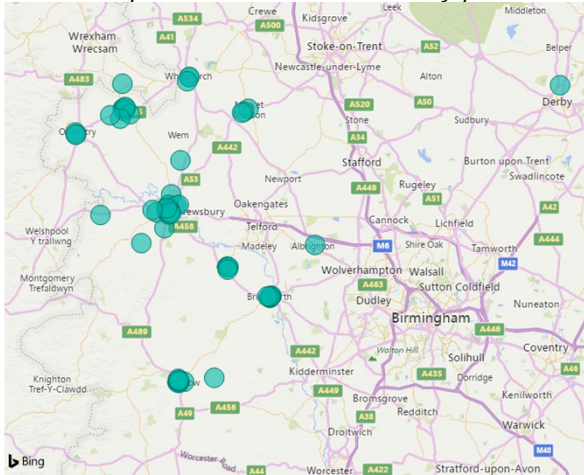 Crewe
Leek
Middleton
A534
Kidsgrove
A500
Wrexham
Wrecsam
A41
Stoke-on-Trent
A52
Belper
Newcastle-under-Lyme
A483
Alton
Derby
A520
A50
Stone
Sudbury
Wem
A34
A442
Stafford
Burton upon Trent
Swadlincote
A53
Newport
Rugeley
A449
A51
Oakengates
A42
Cannock
Lichfield
A458
Telford
Welshpool
Y trallwng
Madeley
Albrighton
M6
Shire Oak
Tamworth
A444
M42
Wolverhampton
Walsall
Montgomery
Trefaldwyn
A463
Sutton Coldfield
Dudley
Nuneaton
Birmingham
A489
A446
A442
Walton Hill
Solihull
Coventry
Kidderminster
A435
Dorridge
A46
Knighton
Tref-Y-Clawdd
A449
Bromsgrove
Kenilworth
A49
A456
A38
Redditch
Warwick
Droitwich
M40
Bing
A44
Worcester
A422
Stratford-upon-Avon